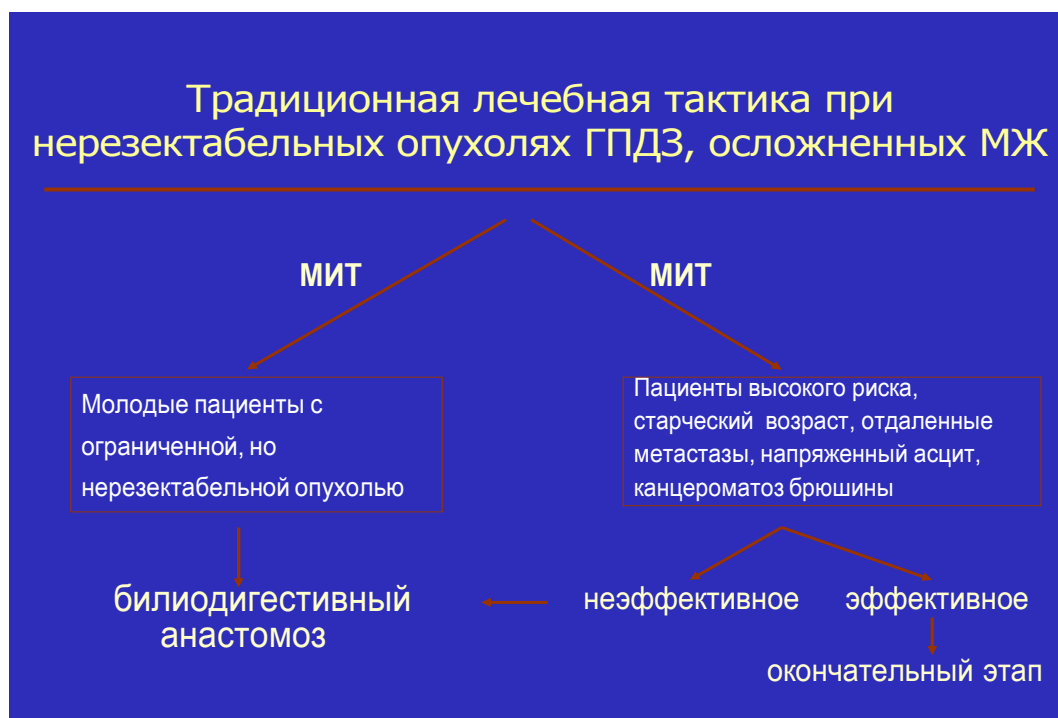 Традиционная лечебная тактика при
нерезектабельных опухолях ГПДЗ, осложненных МЖ
МИТ
МИТ
Молодые пациенты с
ограниченной, но
нерезектабельной опухолью
Пациенты высокого риска,
старческий возраст, отдаленные
метастазы, напряженный асцит,
канцероматоз брюшины
билиодигестивный
анастомоз
неэффективное
эффективное
окончательный этап